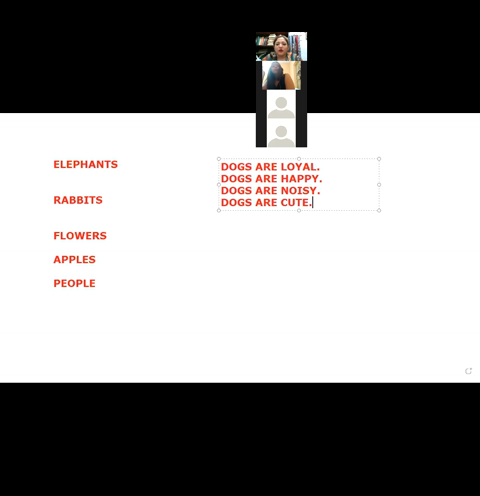 ELEPHANTS
RABBITS
FLOWERS
APPLES
PEOPLE
DOGS ARE LOYAL.
DOGS ARE HAPPY.
DOGS ARE NOISY.
DOGS ARE CUTE.